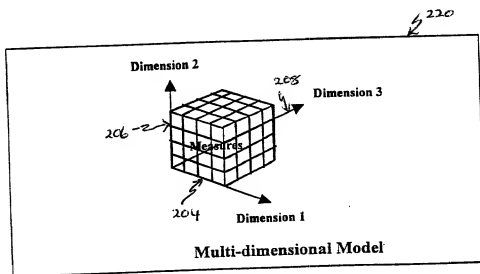 220
Dimension 2
208
Dimension 3
206
Measures
204
Dimension 1
Multi-dimensional Model